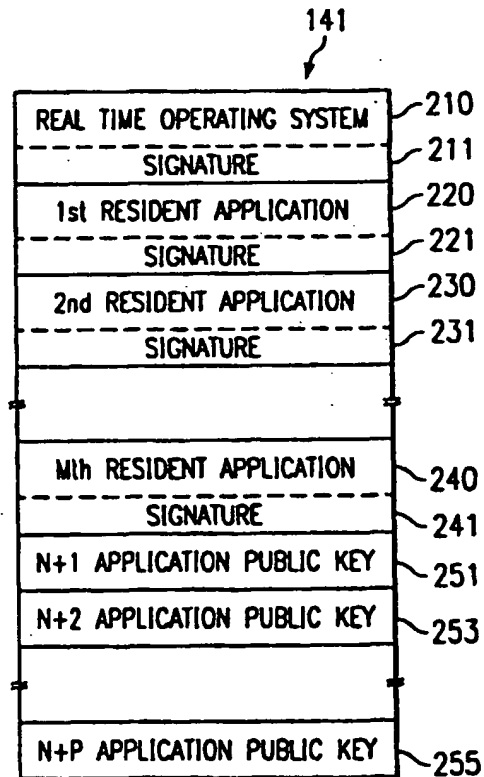 141
REAL TIME OPERATING SYSTEM 210
SIGNATURE 211
1st RESIDENT APPLICATION 220
SIGNATURE 221
2nd RESIDENT APPLICATION 230
SIGNATURE 231
Mth RESIDENT APPLICATION 240
SIGNATURE 241
N+1 APPLICATION PUBLIC KEY 251
N+2 APPLICATION PUBLIC KEY 253
N+P APPLICATION PUBLIC KEY 255